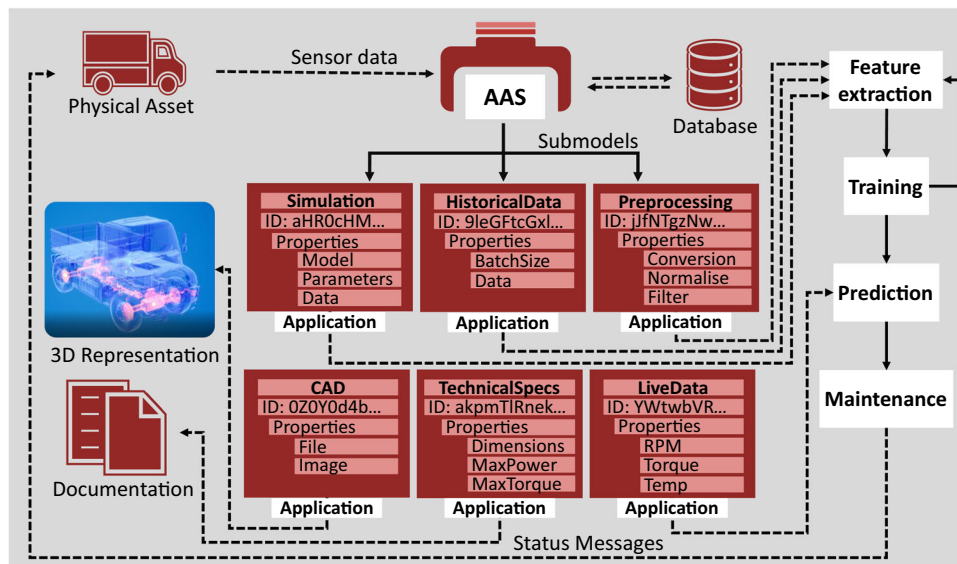 Sensor data
Physical Asset
AAS
Database
Feature
extraction
Submodels
Training
Simulation
ID: aHR0cHM...
Properties
Model
Parameters
Data
Application
HistoricalData
ID: 9leGFtcGxl...
Properties
BatchSize
Data
Application
Preprocessing
ID: jJfNTgzNw...
Properties
Conversion
Normalise
Filter
Application
Prediction
3D Representation
CAD
ID: 0Z0Y0d4b...
Properties
File
Image
Application
TechnicalSpecs
ID: akpmTlRnek...
Properties
Dimensions
MaxPower
MaxTorque
Application
LiveData
ID: YWtwbVR...
Properties
RPM
Torque
Temp
Application
Maintenance
Documentation
Status Messages